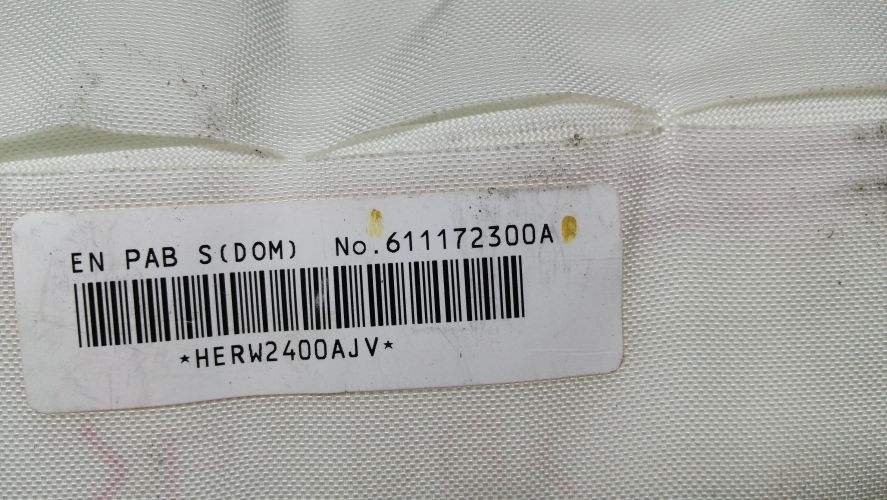 EN PAB S(DOM) No.611172300A
*HERW2400AJV*